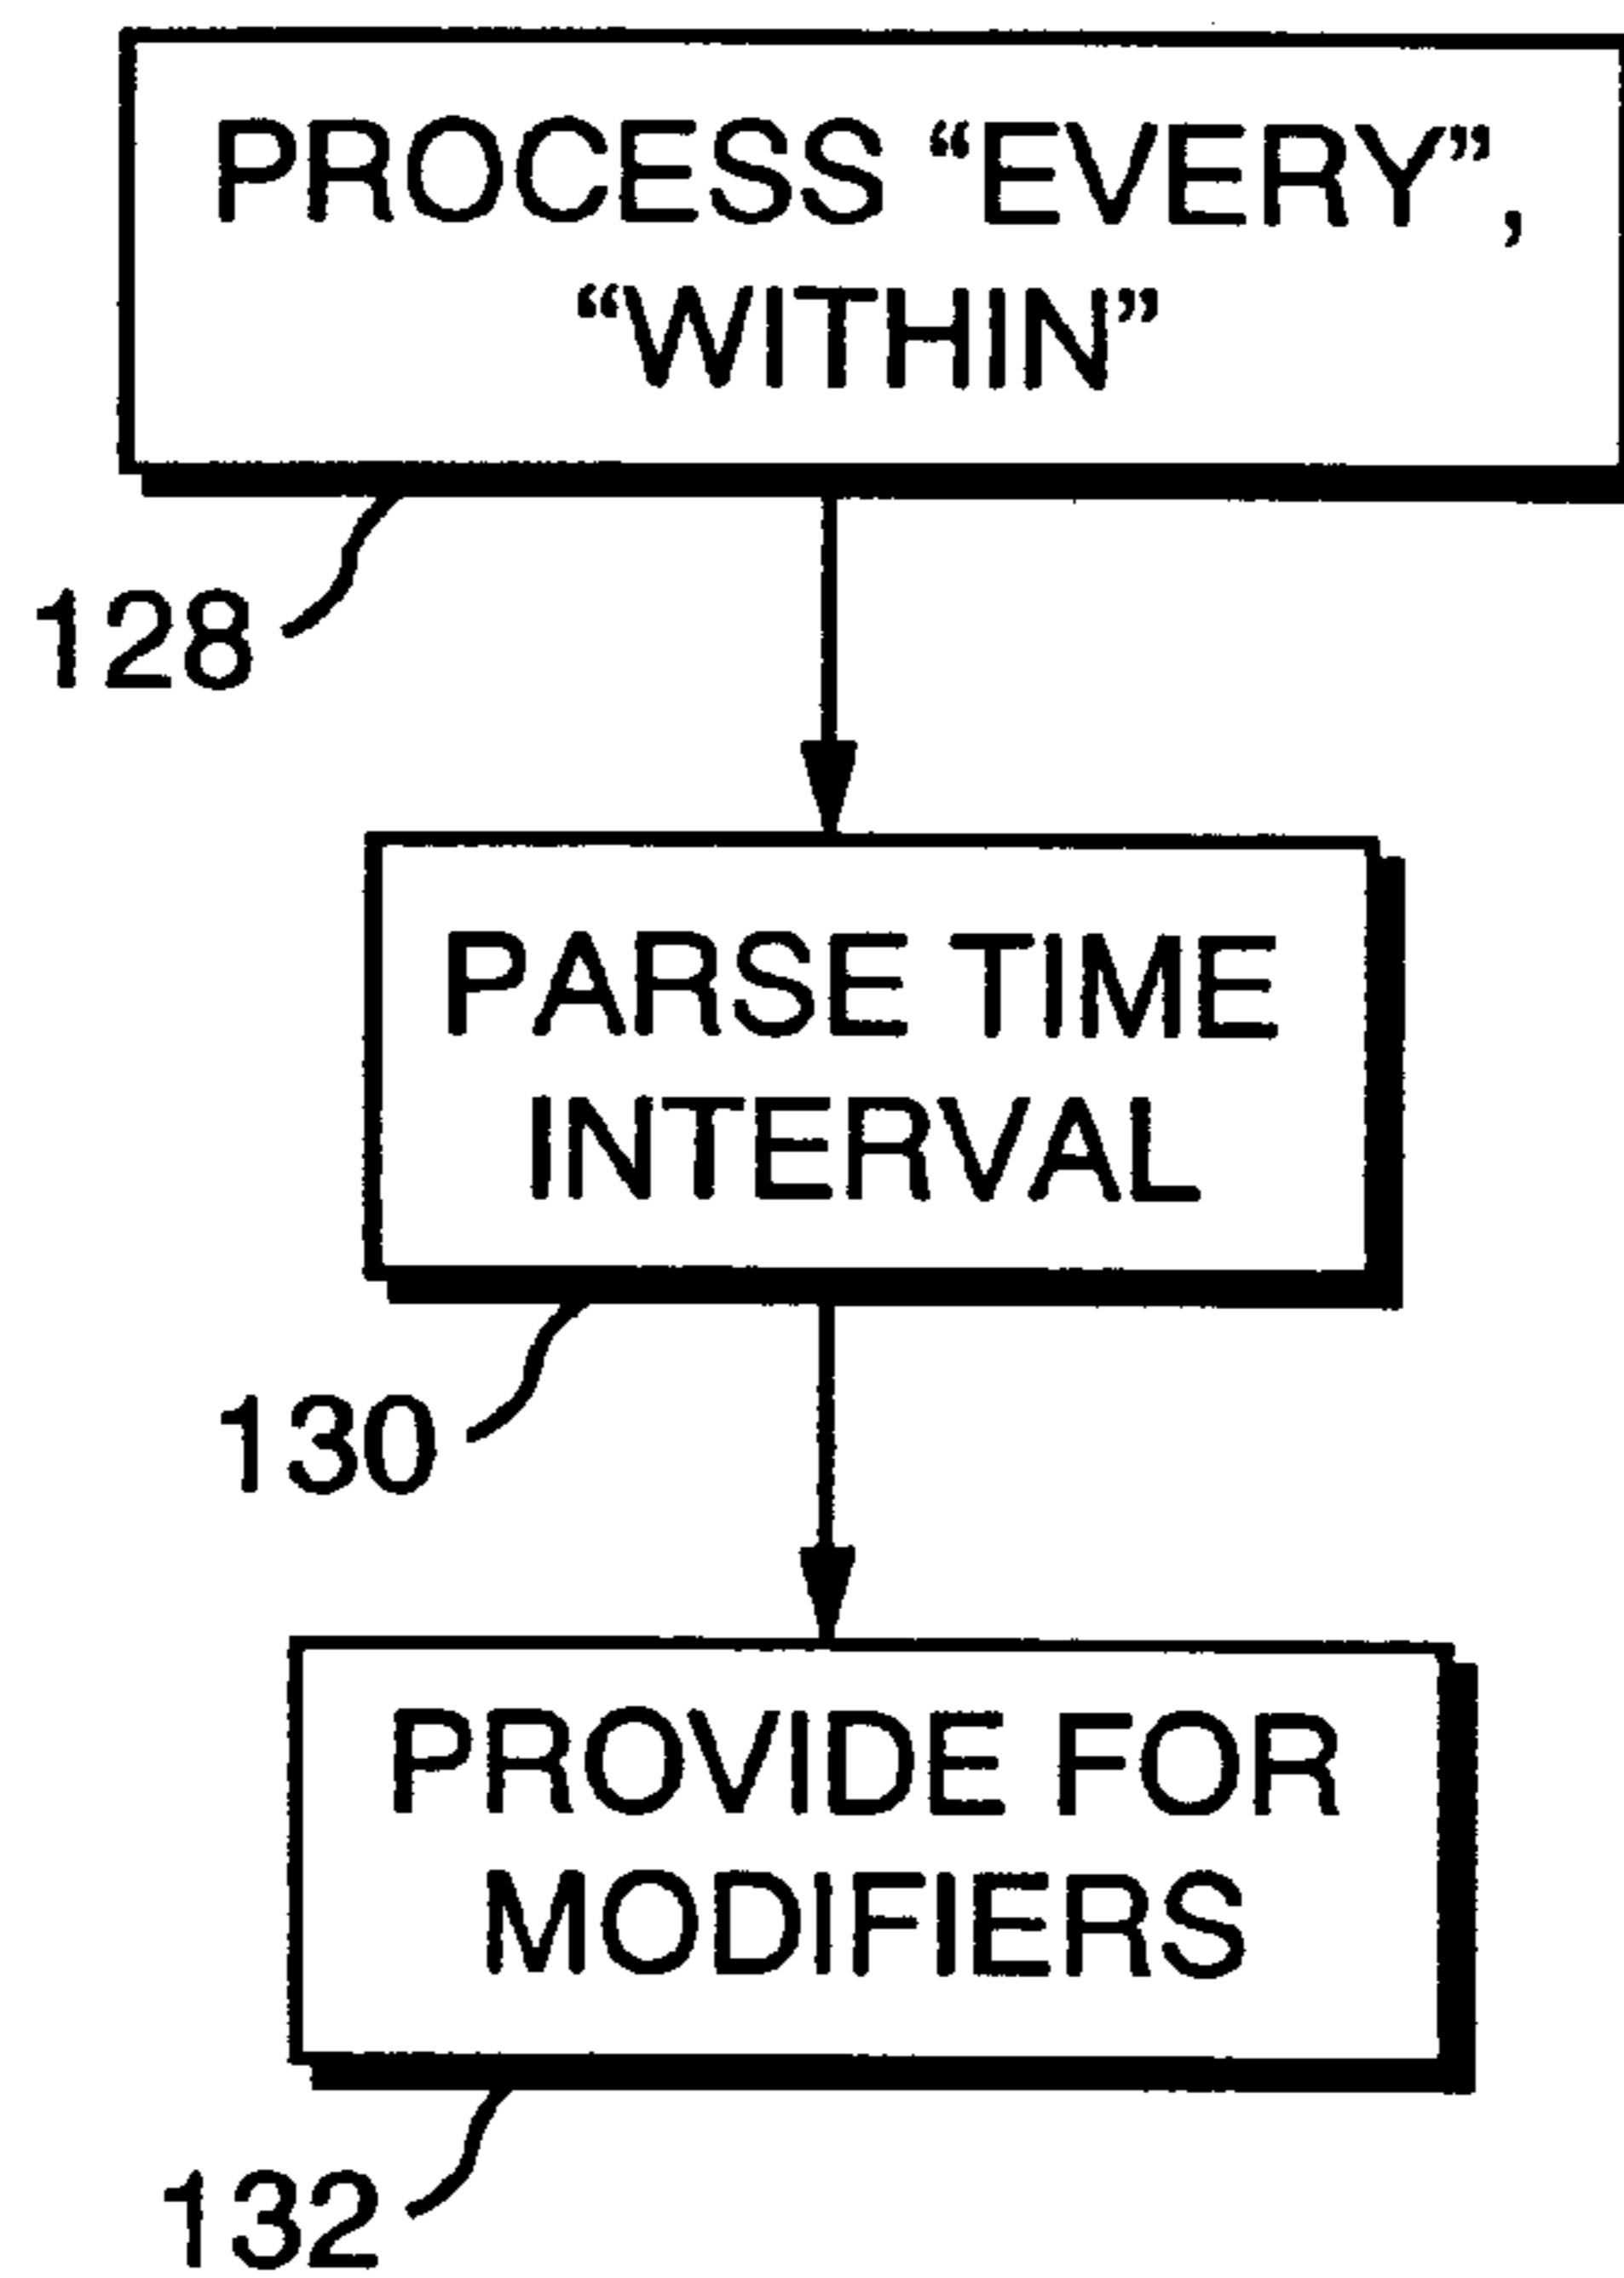 PROCESS “EVERY”,
“WITHIN”
128
PARSE TIME
INTERVAL
130
PROVIDE FOR
MODIFIERS
132